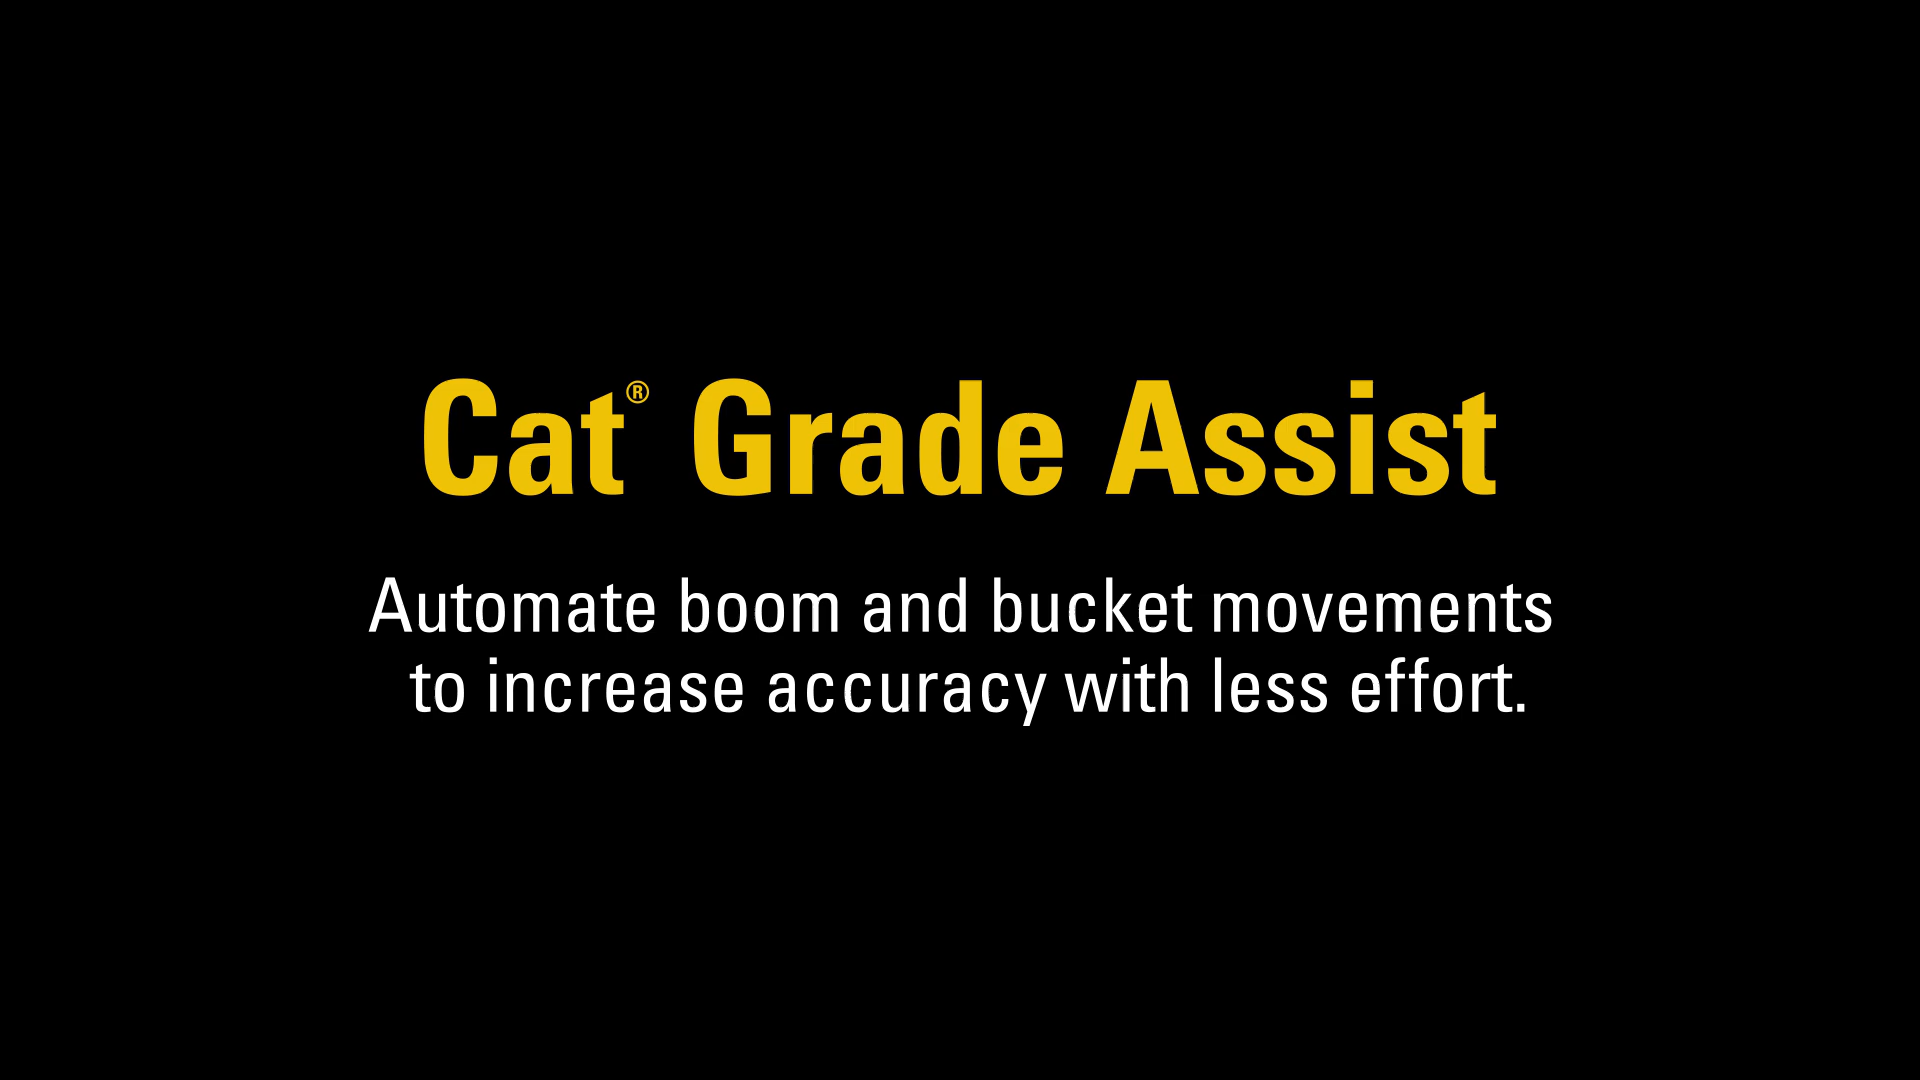 Cat® Grade Assist
Automate boom and bucket movements
to increase accuracy with less effort.